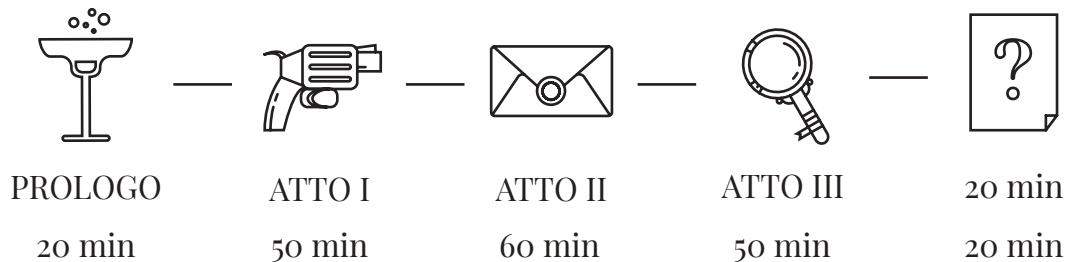 ?
PROLOGO
20 min
ATTO I
50 min
ATTO II
60 min
ATTO III
50 min
20 min
20 min